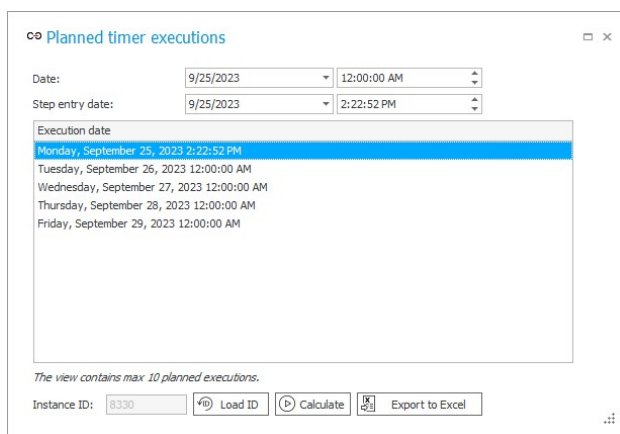 Planned timer executions
Date: 9/25/2023 12:00:00 AM
Step entry date: 9/25/2023 2:22:52 PM
Execution date
Monday, September 25, 2023 2:22:52 PM
Tuesday, September 26, 2023 12:00:00 AM
Wednesday, September 27, 2023 12:00:00 AM
Thursday, September 28, 2023 12:00:00 AM
Friday, September 29, 2023 12:00:00 AM
The view contains max 10 planned executions.
Instance ID: 8330 ID Load ID Calculate X Export to Excel